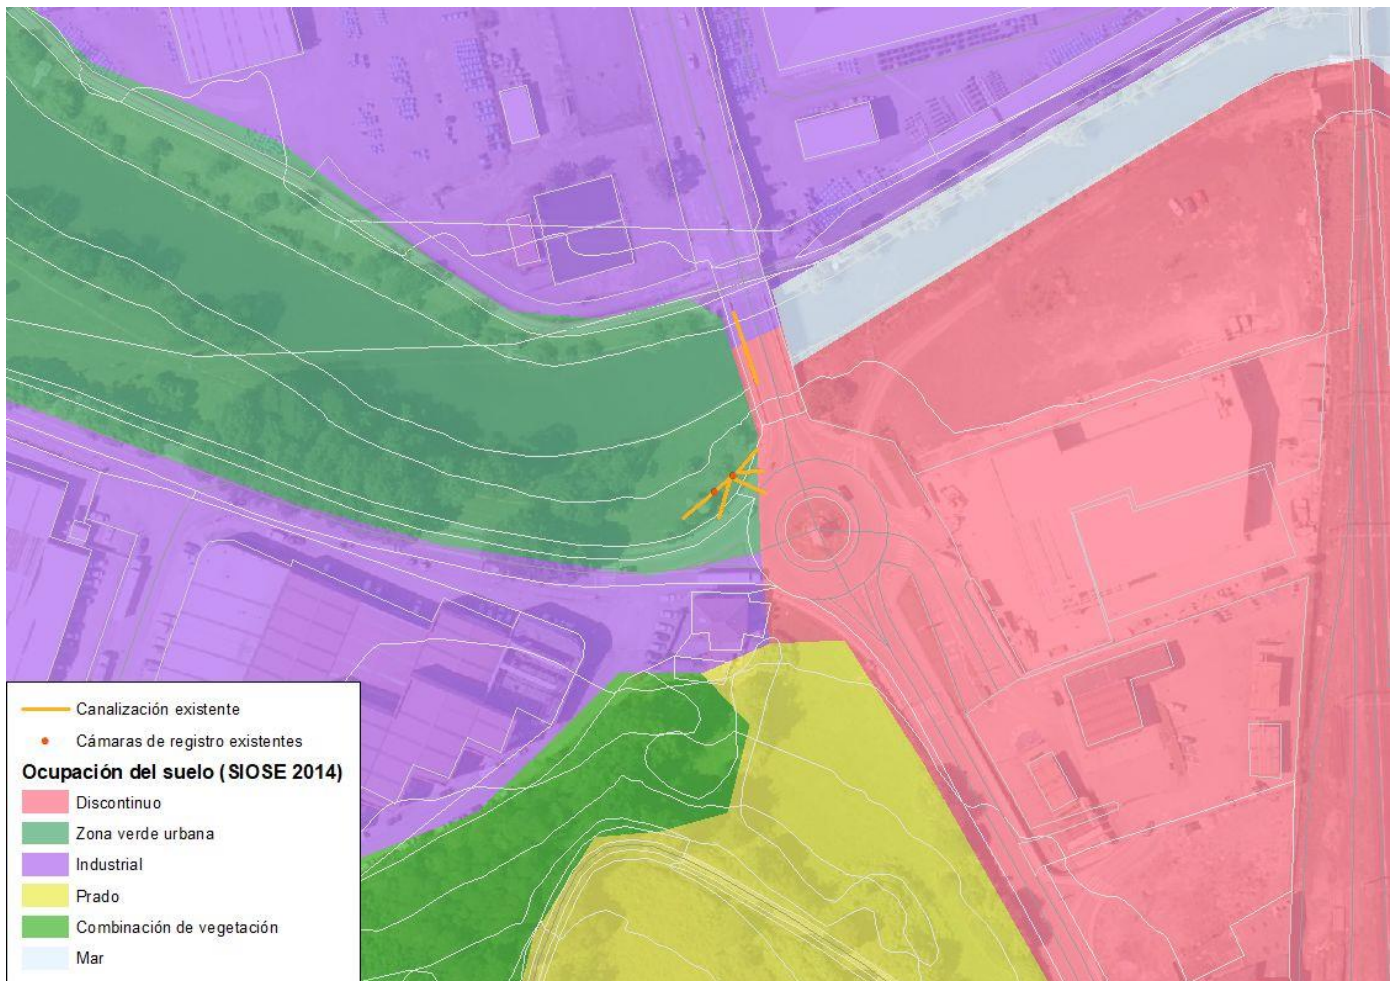 Canalización existente
Cámaras de registro existentes
Ocupación del suelo (SIOSE 2014)
Discontinuo
Zona verde urbana
Industrial
Prado
Combinación de vegetación
Mar